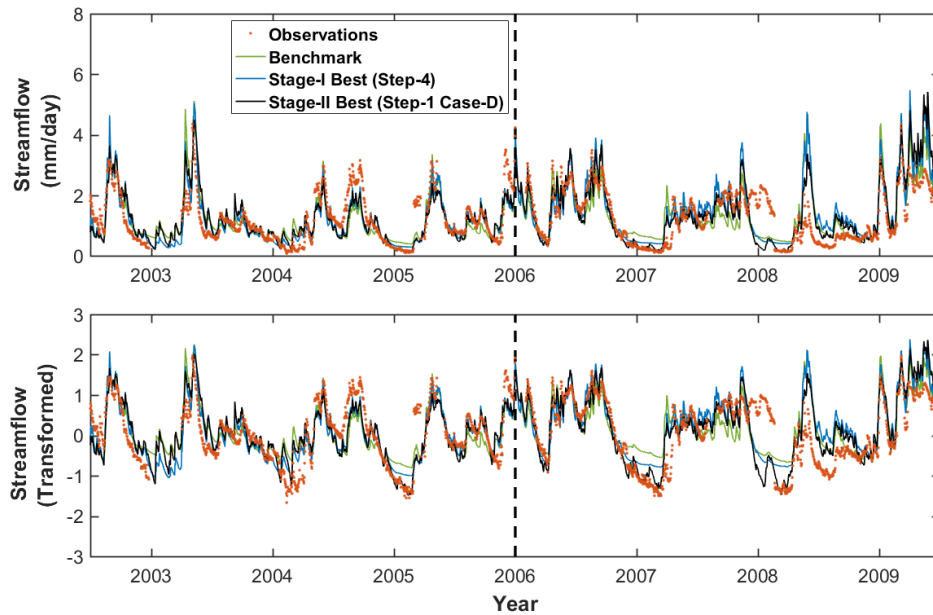 8
6
4
2
0
Streamflow
(mm/day)
Observations
Benchmark
Stage-I Best (Step-4)
Stage-II Best (Step-1 Case-D)
2003 2004 2005 2006 2007 2008 2009
3
2
1
0
-1
-2
-3
Streamflow
(Transformed)
2003 2004 2005 2006 2007 2008 2009
Year